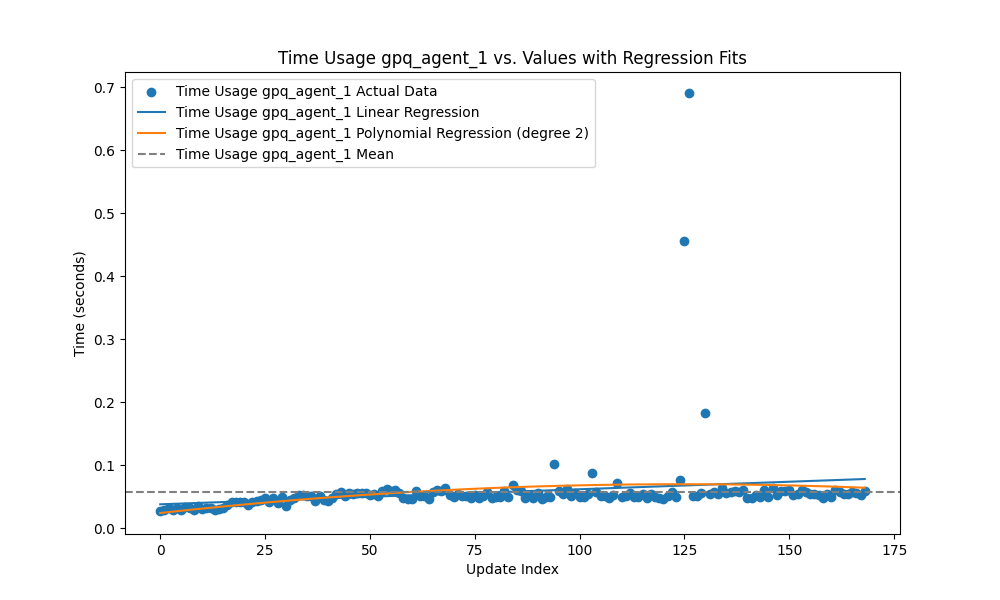 Time Usage gpq_agent_1 vs. Values with Regression Fits
Time Usage gpq_agent_1 Actual Data
Time Usage gpq_agent_1 Linear Regression
Time Usage gpq_agent_1 Polynomial Regression (degree 2)
Time Usage gpq_agent_1 Mean
Time (seconds)
0.7
0.6
0.5
0.4
0.3
0.2
0.1
0.0
0 25 50 75 100 125 150 175
Update Index